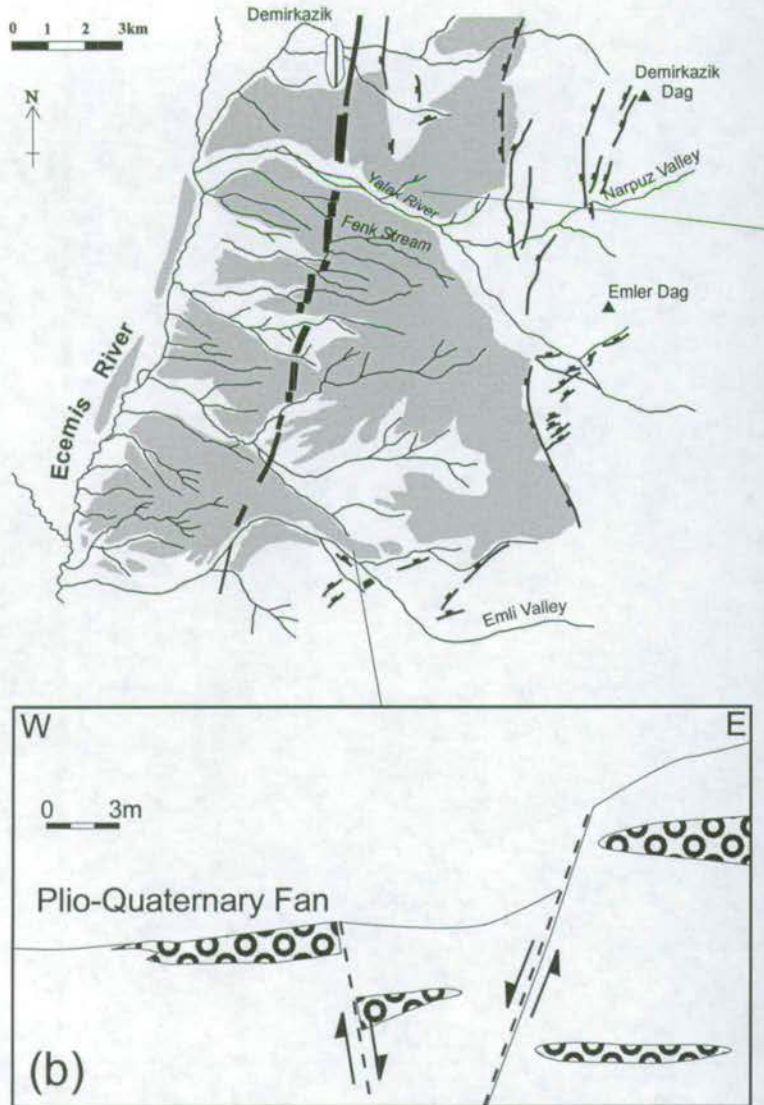 Demirkazik
0 1 2 3km
N
Demirkazik
Dag
Narpuz Valley
Yalak River
Fenk Stream
Emler Dag
Ecemis River
Emli Valley
W E
0 3m
Plio-Quaternary Fan
(b)